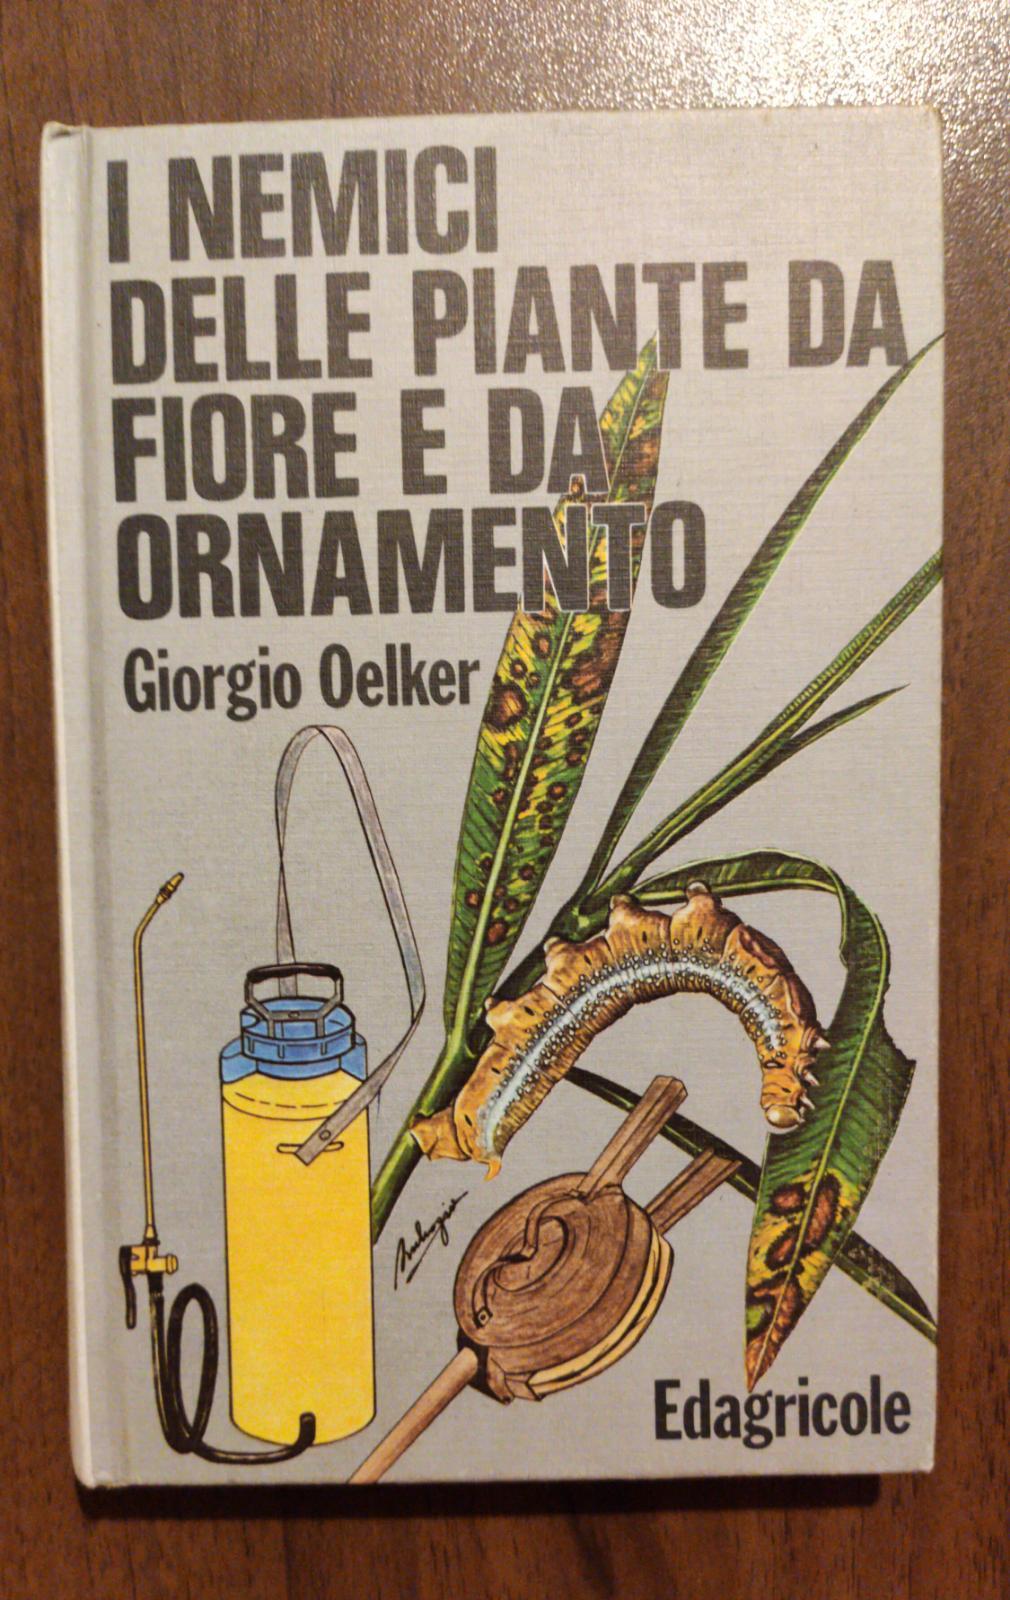 I NEMICI
DELLE PIANTE DA
FIORE E DA
ORNAMENTO
Giorgio Oelker
Edagricole